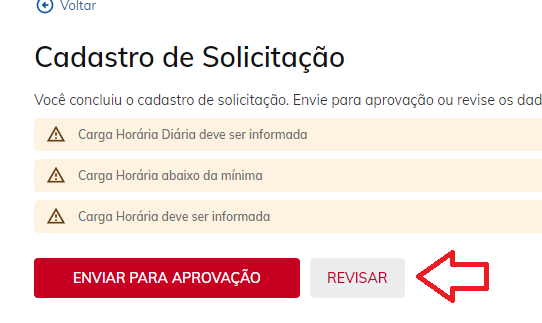 Voltar
Cadastro de Solicitação
Você concluiu o cadastro de solicitação. Envie para aprovação ou revise os dad
Carga Horária Diária deve ser informada
Carga Horária abaixo da mínima
Carga Horária deve ser informada
ENVIAR PARA APROVAÇÃO REVISAR